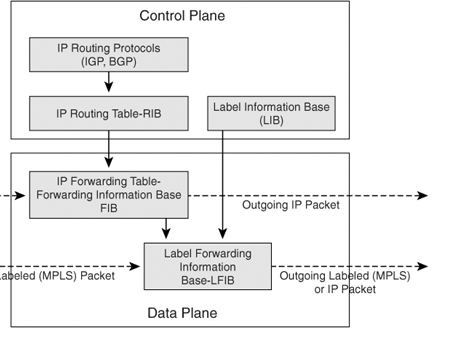 Control Plane
IP Routing Protocols
(IGP, BGP)
IP Routing Table-RIB
Label Information Base
(LIB)
IP Forwarding Table-
Forwarding Information Base
FIB
Outgoing IP Packet
Label Forwarding
Information
Base-LFIB
(MPLS) Packet
Outgoing Labeled (MPLS)
or IP Packet
Data Plane